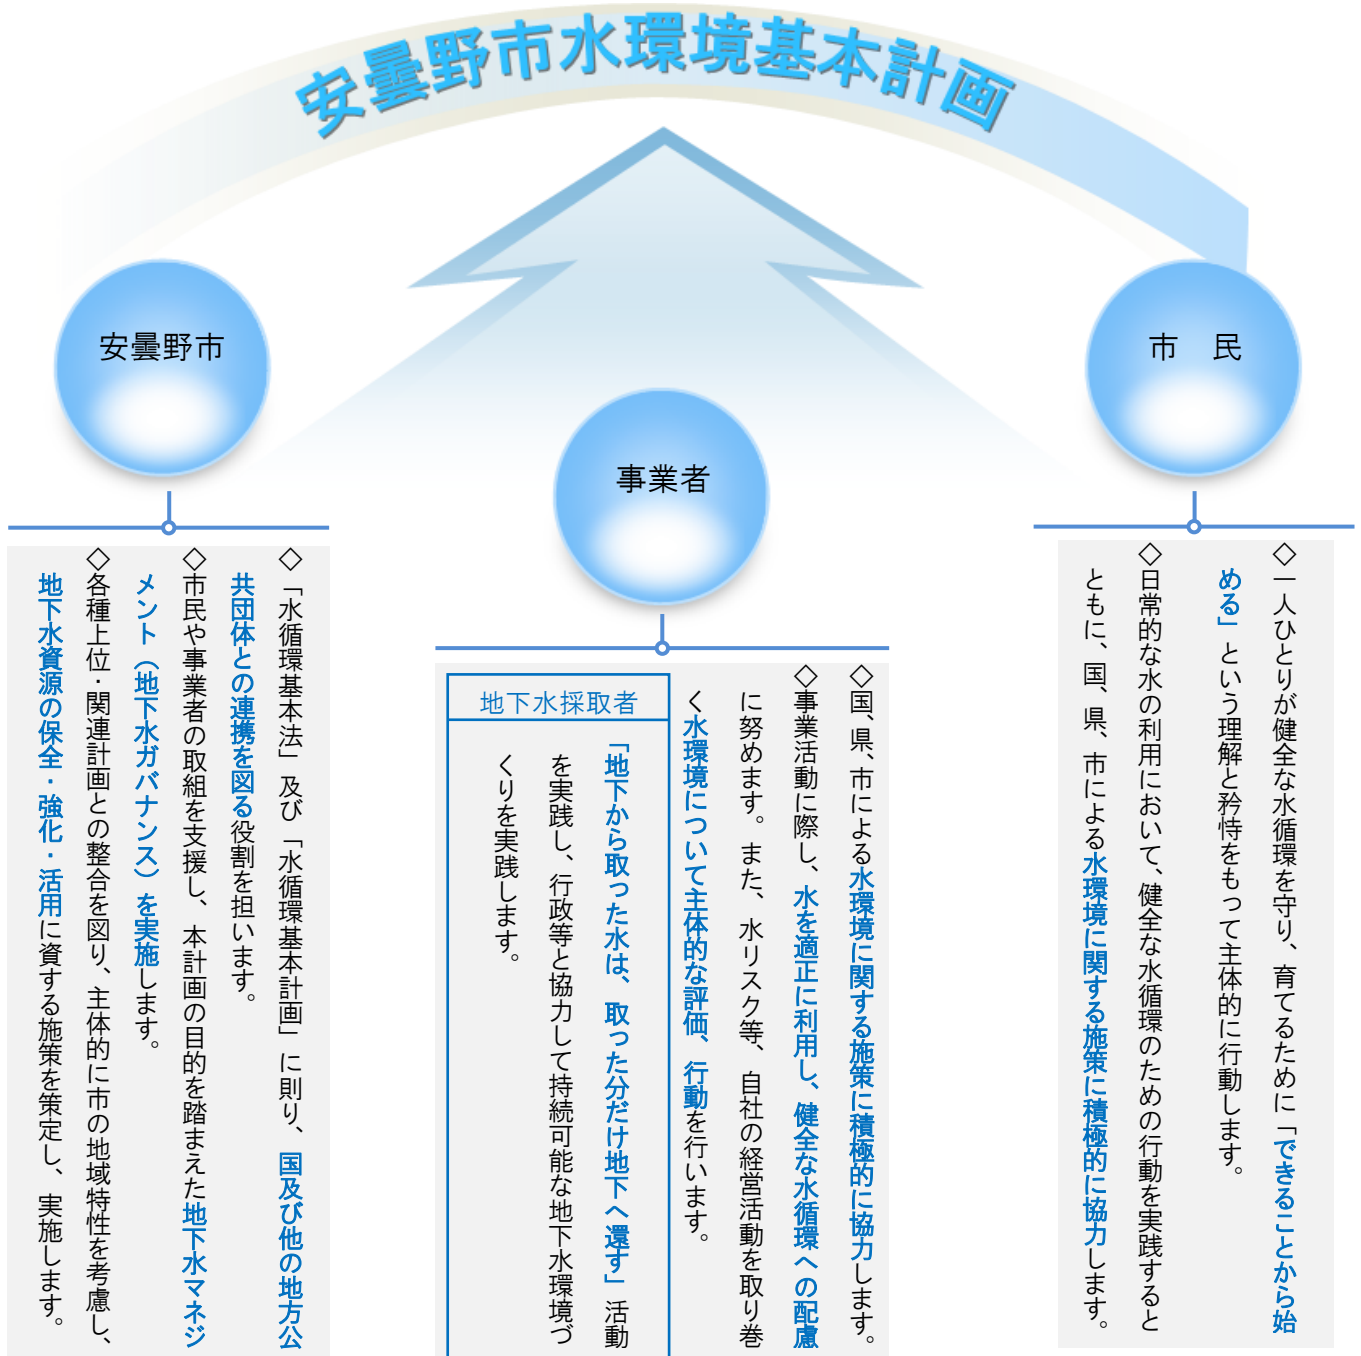 安曇野市水環境基本計画
安曇野市
◇「水循環基本法」及び「水循環基本計画」に則り、国及び他の地方公
共団体との連携を図る役割を担います。
◇市民や事業者の取組を支援し、本計画の目的を踏まえた地下水マネジ
メント（地下水ガバナンス）を実施します。
◇各種上位・関連計画との整合を図り、主体的に市の地域特性を考慮し、
地下水資源の保全・強化・活用に資する施策を策定し、実施します。
事業者
◇国、県、市による水環境に関する施策に積極的に協力します。
◇事業活動に際し、水を適正に利用し、健全な水循環への配慮
に努めます。また、水リスク等、自社の経営活動を取り巻
く水環境について主体的な評価、行動を行います。
地下水採取者
「地下から取った水は、取った分だけ地下へ還す」活動
を実践し、行政等と協力して持続可能な地下水環境づ
くりを実践します。
市　民
◇一人ひとりが健全な水循環を守り、育てるために「できることから始
める」という理解と矜恃をもって主体的に行動します。
◇日常的な水の利用において、健全な水循環のための行動を実践すると
ともに、国、県、市による水環境に関する施策に積極的に協力します。